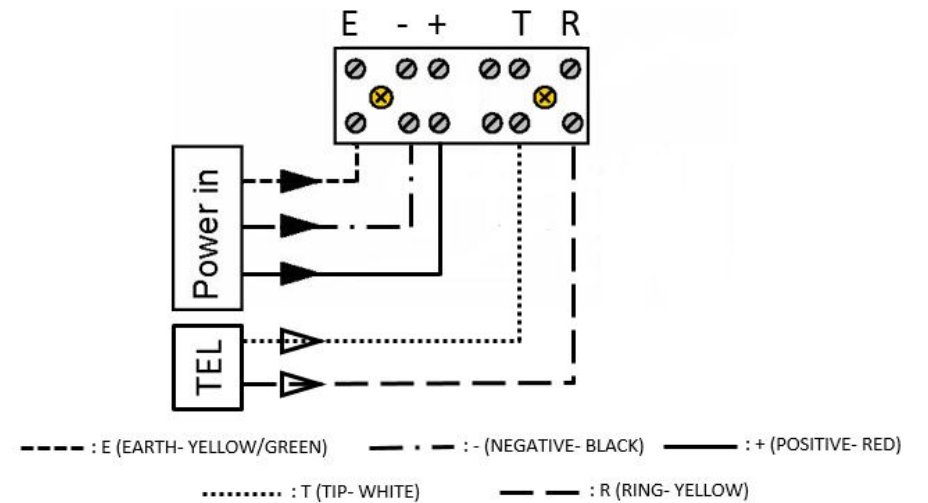 E - + T R
Power in
TEL
: E (EARTH- YELLOW/GREEN) : - (NEGATIVE- BLACK) : + (POSITIVE- RED)
: T (TIP- WHITE) : R (RING- YELLOW)